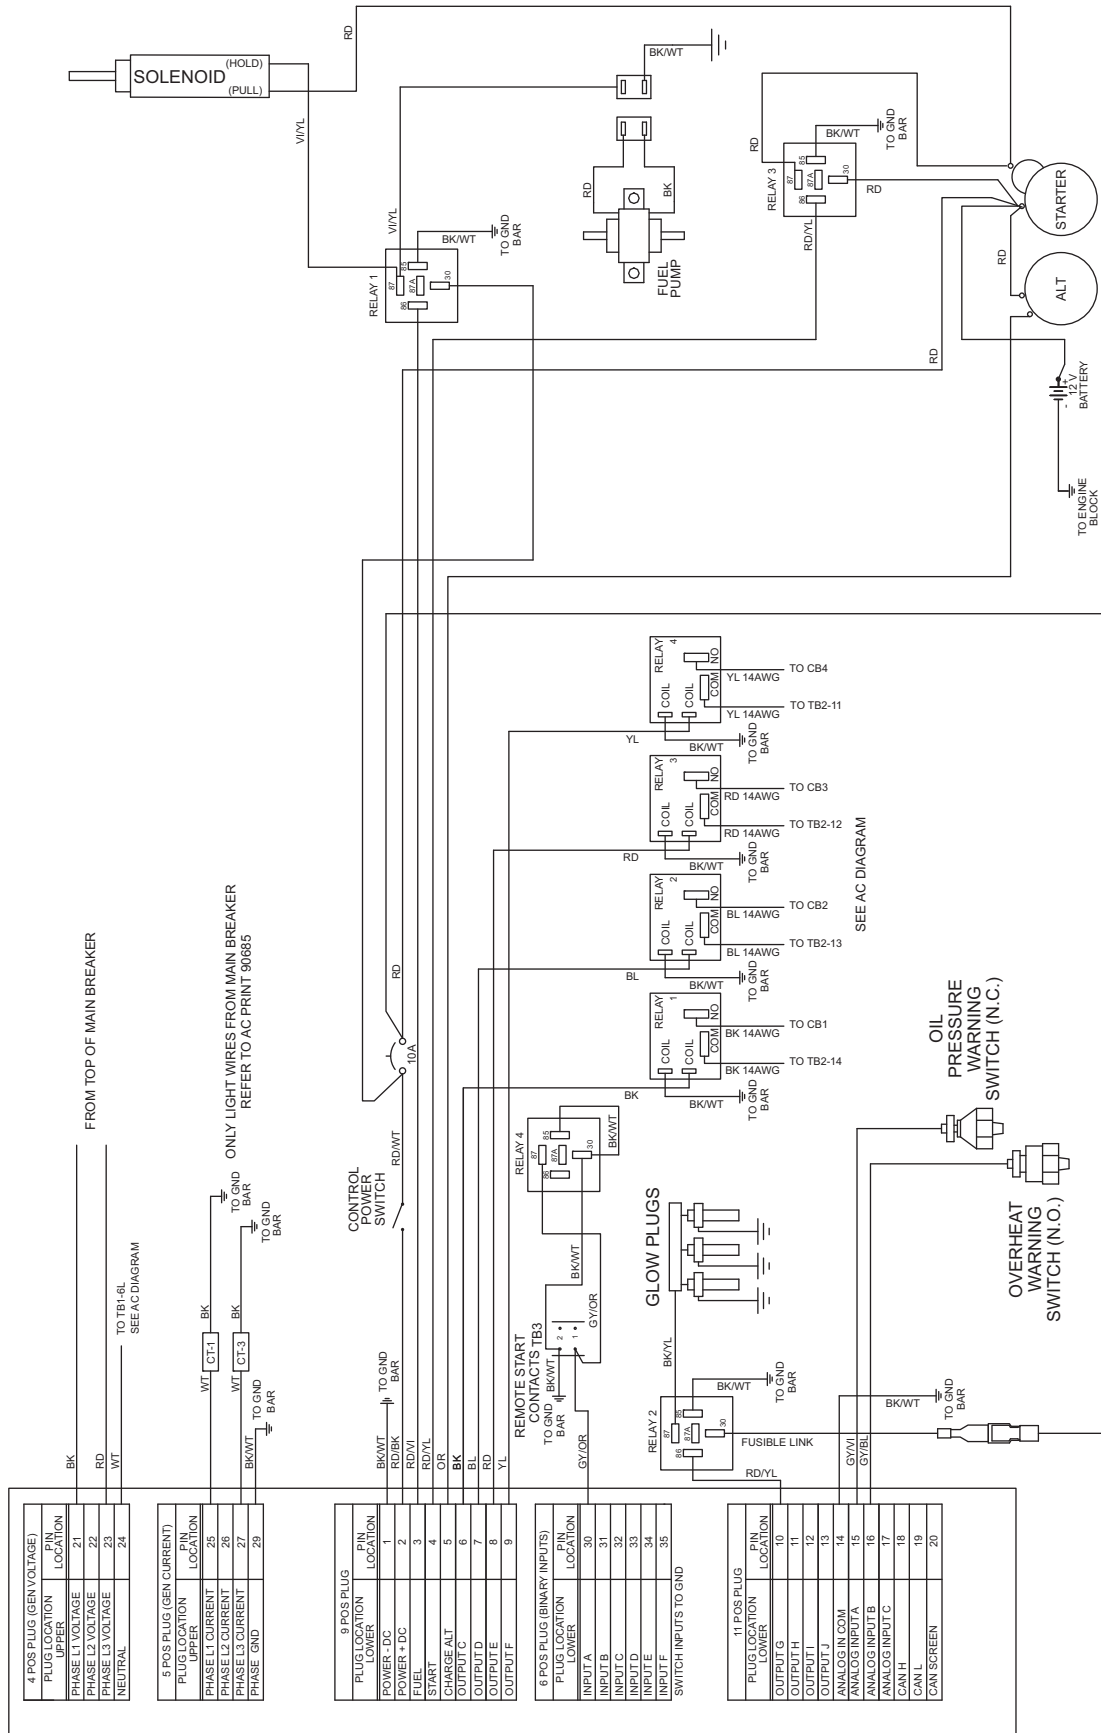 4 POS PLUG (GEN VOLTAGE)
PLUG LOCATION
UPPER
PIN
LOCATION
PHASE L1 VOLTAGE 21
PHASE L2 VOLTAGE 22
PHASE L3 VOLTAGE 23
NEUTRAL 24
BK
RD
WT
FROM TOP OF MAIN BREAKER
TO TB1-6L
SEE AC DIAGRAM
5 POS PLUG (GEN CURRENT)
PLUG LOCATION
UPPER
PIN
LOCATION
PHASE L1 CURRENT 25
PHASE L2 CURRENT 26
PHASE L3 CURRENT 27
PHASE GND 29
WT
CT-1
BK
TO GND
BAR
WT
CT-3
BK
TO GND
BAR
BK/WT
TO GND
BAR
ONLY LIGHT WIRES FROM MAIN BREAKER
REFER TO AC PRINT 90685
9 POS PLUG
PLUG LOCATION
LOWER
PIN
LOCATION
POWER - DC 1
POWER + DC 2
FUEL 3
START 4
CHARGE ALT 5
OUTPUT C 6
OUTPUT D 7
OUTPUT E 8
OUTPUT F 9
BK/WT
RD/BK
RD/VI
RD/YL
OR
BK
BL
RD
YL
TO GND
BAR
CONTROL
POWER
SWITCH
RD/WT
10A
RD
6 POS PLUG (BINARY INPUTS)
PLUG LOCATION
LOWER
PIN
LOCATION
INPUT A 30
INPUT B 31
INPUT C 32
INPUT D 33
INPUT E 34
INPUT F 35
SWITCH INPUTS TO GND
GY/OR
REMOTE START
CONTACTS TB3
TO GND
BAR
BK/WT
2
1
BK/WT
GY/OR
RELAY 4
87
85
87A
86
30
BK/WT
11 POS PLUG
PLUG LOCATION
LOWER
PIN
LOCATION
OUTPUT G 10
OUTPUT H 11
OUTPUT I 12
OUTPUT J 13
ANALOG IN COM 14
ANALOG INPUT A 15
ANALOG INPUT B 16
ANALOG INPUT C 17
CAN H 18
CAN L 19
CAN SCREEN 20
RD/YL
RELAY 2
87
85
87A
86
30
BK/YL
GLOW PLUGS
BK/WT
TO GND
BAR
FUSIBLE LINK
GY/VI
GY/BL
BK/WT
TO GND
BAR
OVERHEAT
WARNING
SWITCH (N.O.)
OIL
PRESSURE
WARNING
SWITCH (N.C.)
RELAY
1
COIL
COIL
COM
NO
BK
BK/WT
TO GND
BAR
BK 14AWG
TO TB2-14
BK 14AWG
TO CB1
RELAY
2
COIL
COIL
COM
NO
BL
BK/WT
TO GND
BAR
BL 14AWG
TO TB2-13
BL 14AWG
TO CB2
RELAY
3
COIL
COIL
COM
NO
RD
BK/WT
TO GND
BAR
RD 14AWG
TO TB2-12
RD 14AWG
TO CB3
RELAY
4
COIL
COIL
COM
NO
YL
BK/WT
TO GND
BAR
YL 14AWG
TO TB2-11
YL 14AWG
TO CB4
SEE AC DIAGRAM
SOLENOID
(HOLD)
(PULL)
VI/YL
RD
RELAY 1
87
85
87A
86
30
VI/YL
BK/WT
TO GND
BAR
FUEL
PUMP
RD
BK
BK/WT
RELAY 3
87
85
87A
86
30
RD
BK/WT
TO GND
BAR
RD/YL
RD
RD
RD
STARTER
ALT
12 V
BATTERY
+
-
TO ENGINE
BLOCK